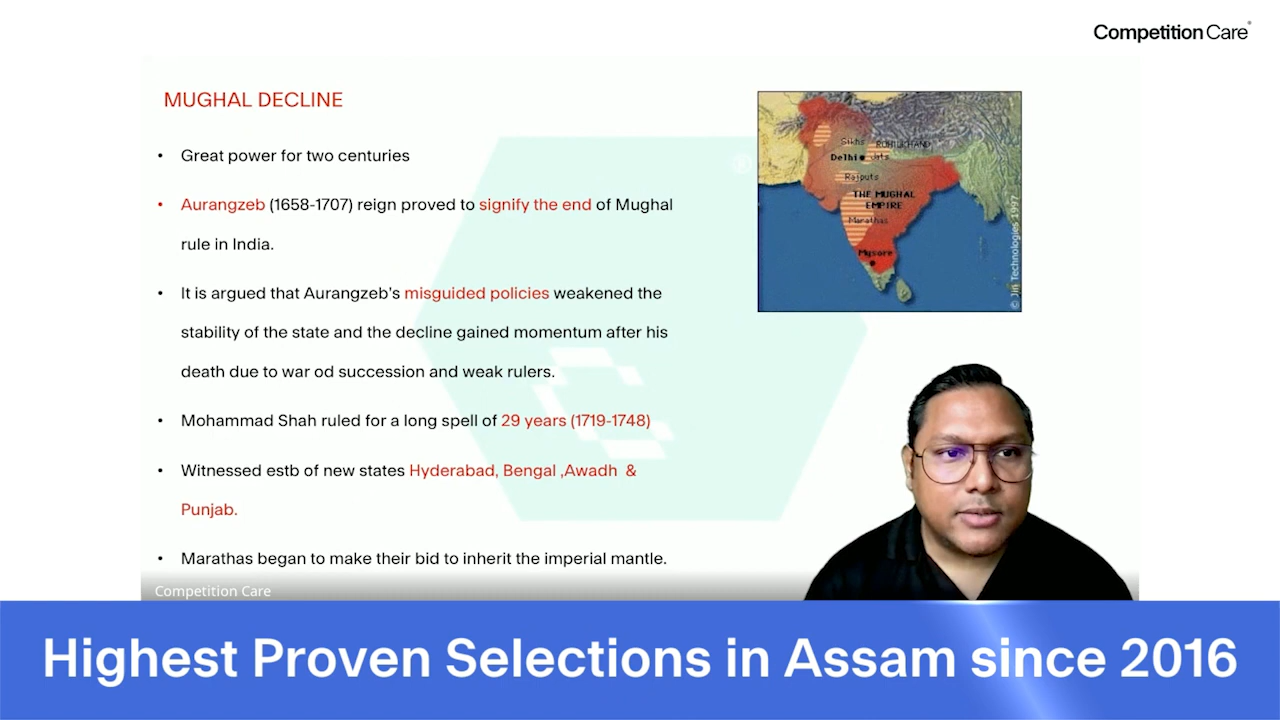 Competition Care
MUGHAL DECLINE
• Great power for two centuries
• Aurangzeb (1658-1707) reign proved to signify the end of Mughal
rule in India.
• It is argued that Aurangzeb's misguided policies weakened the
stability of the state and the decline gained momentum after his
death due to war od succession and weak rulers.
• Mohammad Shah ruled for a long spell of 29 years (1719-1748)
• Witnessed estb of new states Hyderabad, Bengal ,Awadh &
Punjab.
• Marathas began to make their bid to inherit the imperial mantle.
Sikhs
ROHILKHAND
Delhi
Jats
Rajputs
THE MUGHAL
EMPIRE
Marathas
Mysore
© Jin Technologies 1997
Competition Care
Highest Proven Selections in Assam since 2016